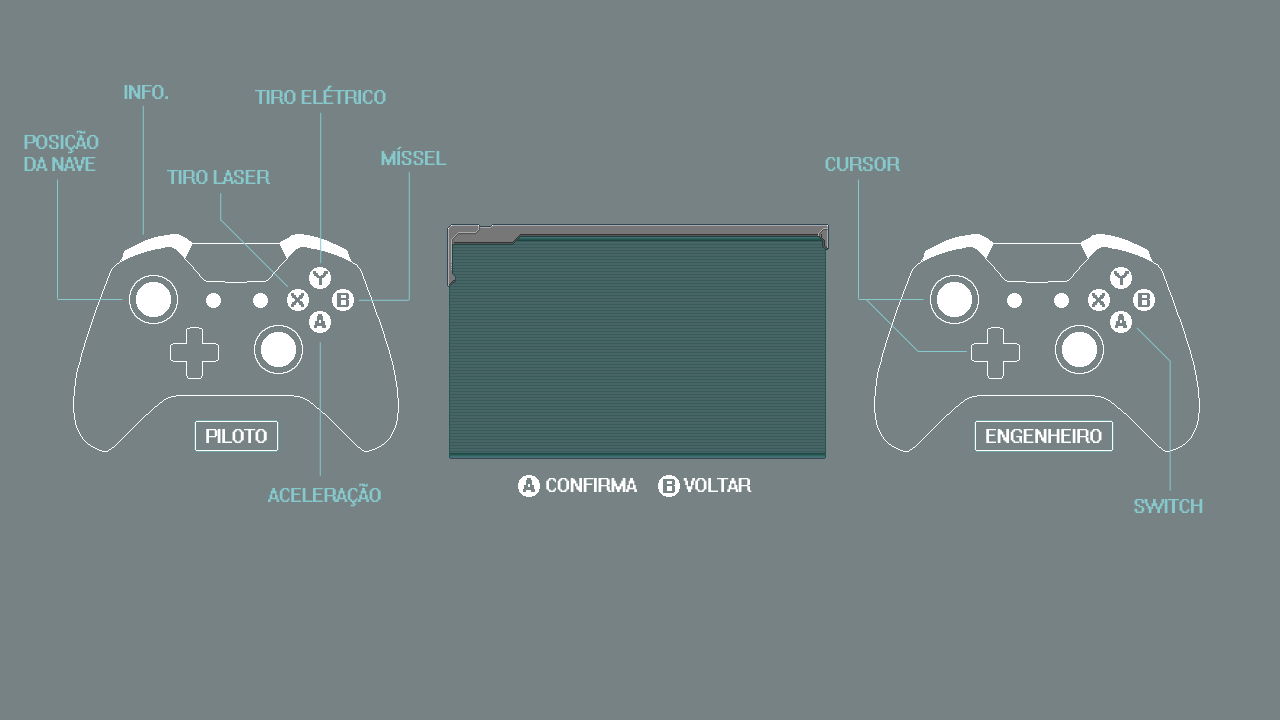 INFO.
TIRO ELÉTRICO
POSIÇÃO
DA NAVE
TIRO LASER
MÍSSEL
Y
X
B
A
PILOTO
ACELERAÇÃO
A CONFIRMA
B VOLTAR
CURSOR
Y
X
B
A
ENGENHEIRO
SWITCH